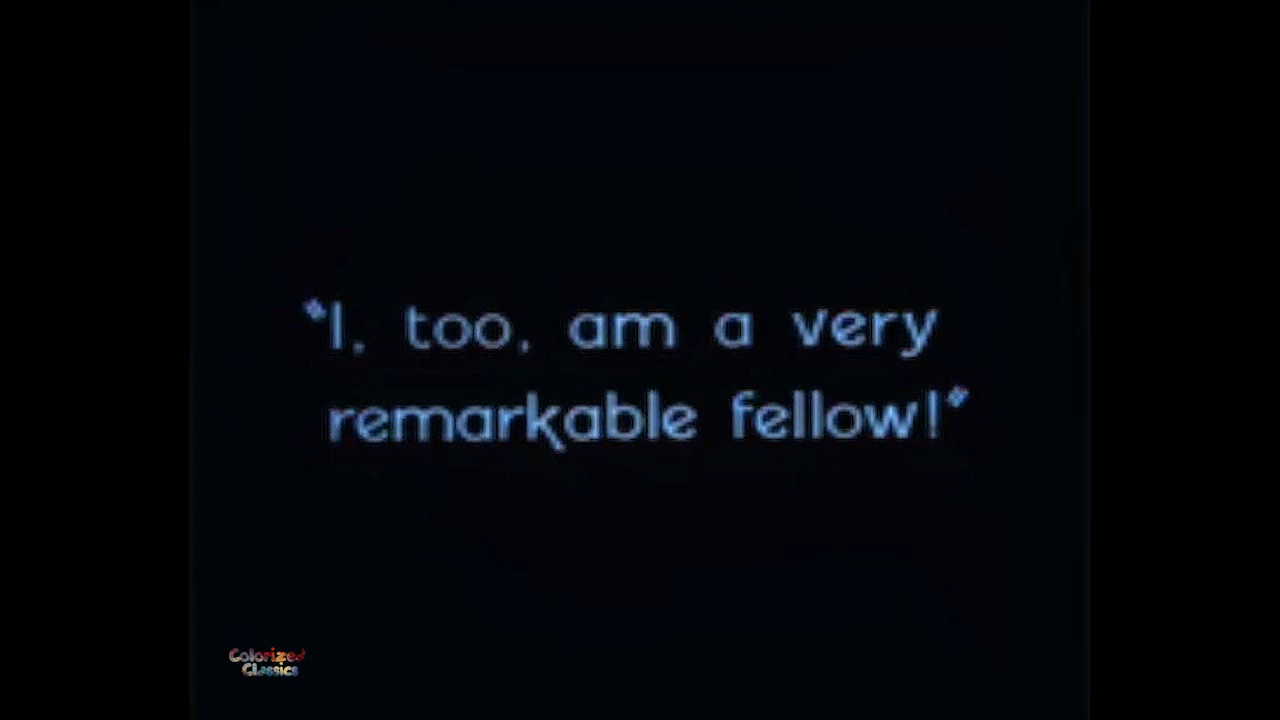 "I, too, am a very
remarkable fellow!"
Colorized
Classics